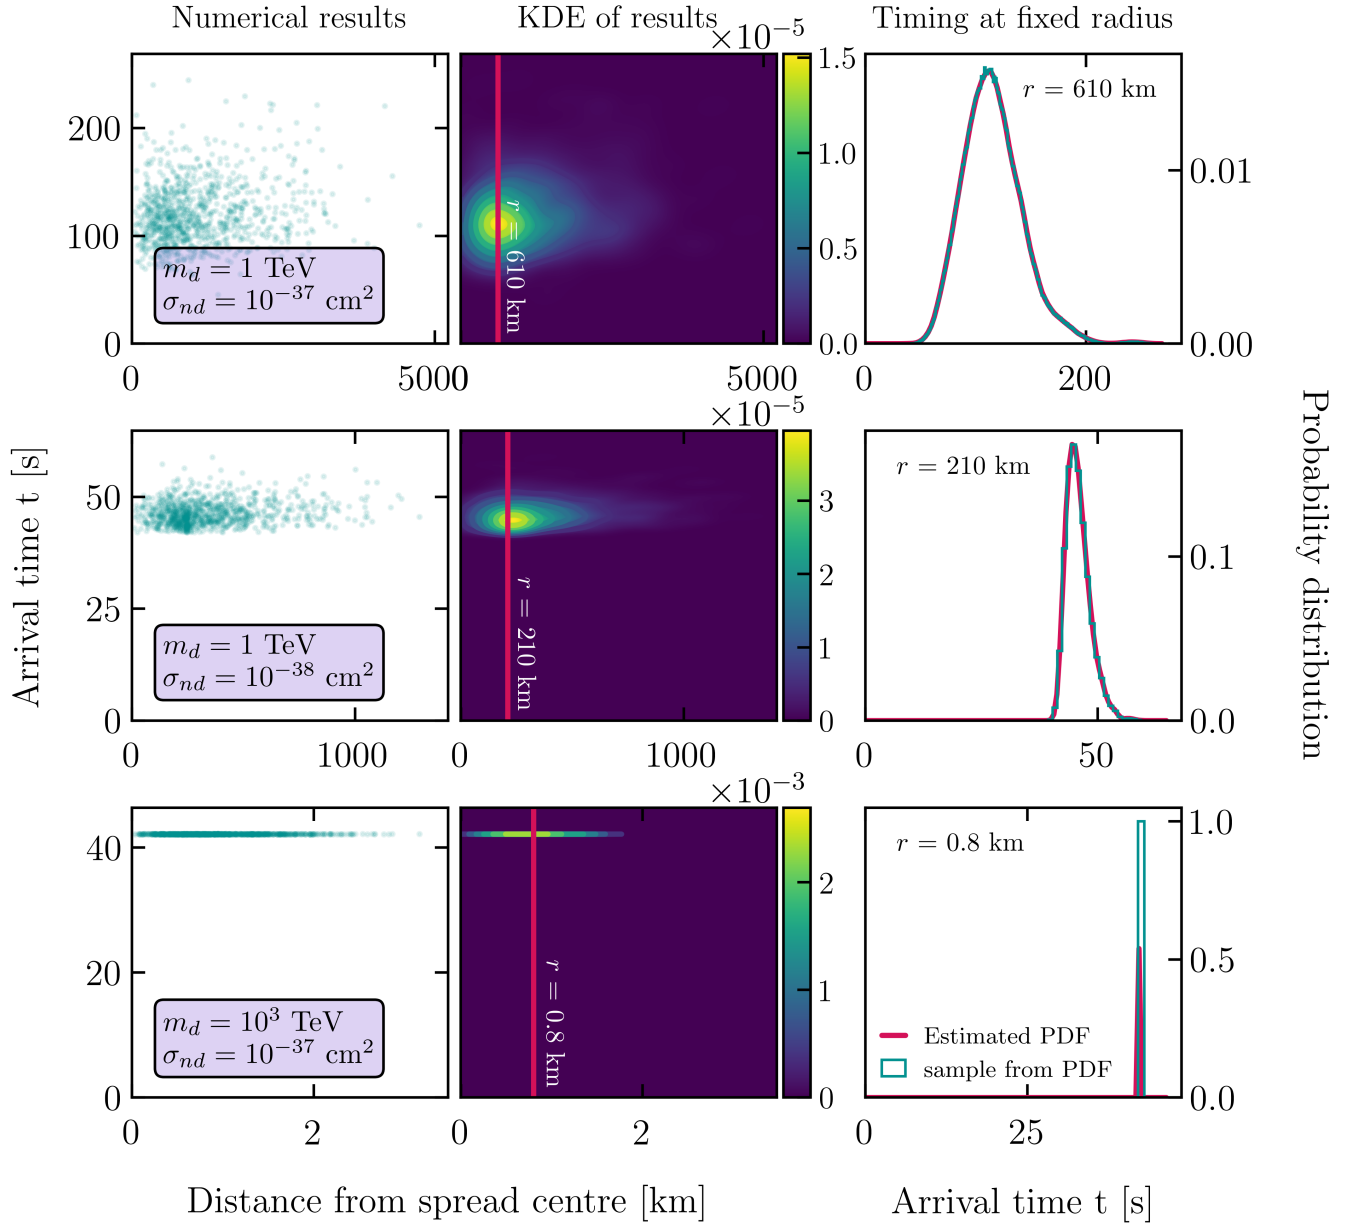 Numerical results
KDE of results
Timing at fixed radius
×10⁻⁵
200
100
0
0
5000
m_d = 1 TeV
σ_nd = 10⁻³⁷ cm²
r = 610 km
0
5000
1.5
1.0
0.5
0.0
r = 610 km
0.01
0.00
0
200
×10⁻⁵
50
25
0
0
1000
m_d = 1 TeV
σ_nd = 10⁻³⁸ cm²
r = 210 km
0
1000
3
2
1
0
r = 210 km
0.1
0.0
0
50
×10⁻³
40
20
0
0
2
m_d = 10³ TeV
σ_nd = 10⁻³⁷ cm²
r = 0.8 km
0
2
2
1
0
r = 0.8 km
Estimated PDF
sample from PDF
1.0
0.5
0.0
0
25
Arrival time t [s]
Probability distribution
Distance from spread centre [km]
Arrival time t [s]